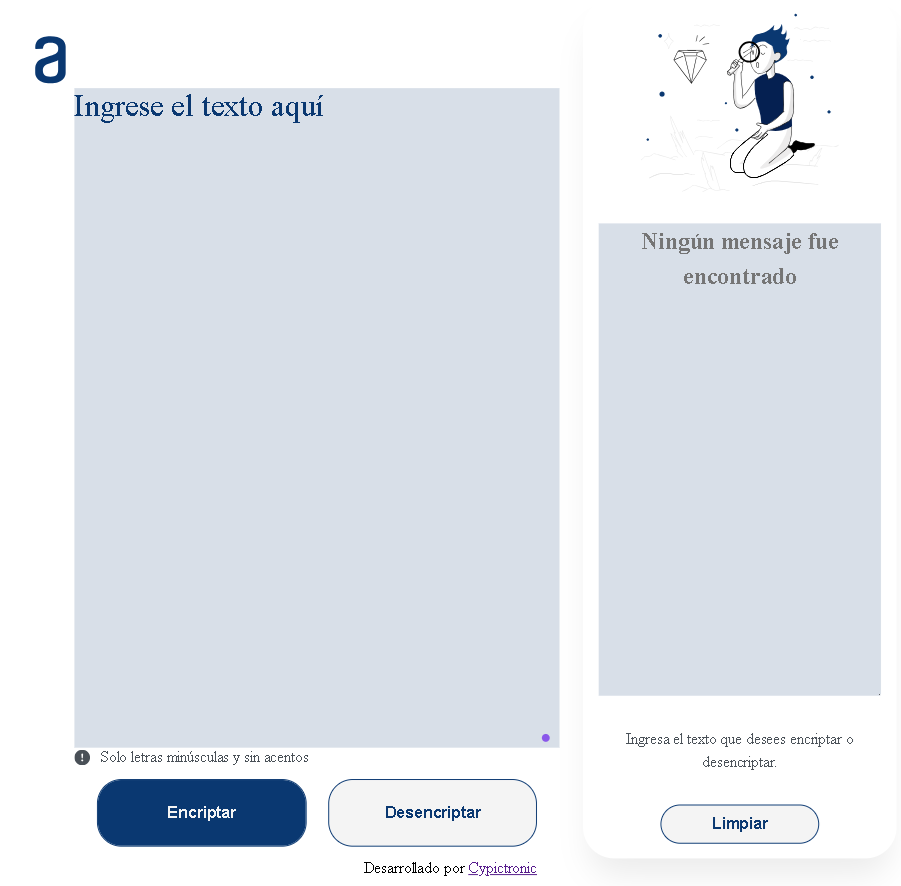 a
Ingrese el texto aquí
Solo letras minúsculas y sin acentos
Encriptar
Desencriptar
Desarrollado por Cypictronic
Ningún mensaje fue
encontrado
Ingresa el texto que desees encriptar o
desencriptar.
Limpiar